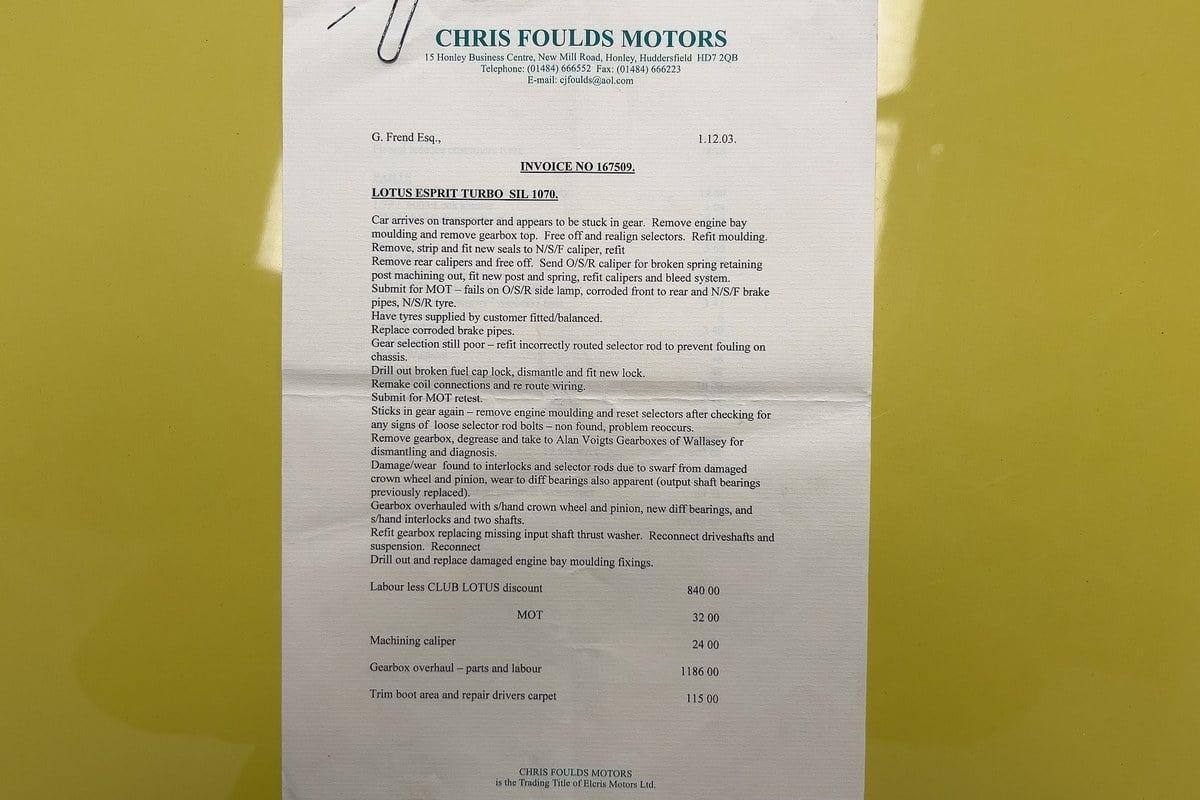 CHRIS FOULDS MOTORS
15 Honley Business Centre, New Mill Road, Honley, Huddersfield HD7 2QB
Telephone: (01484) 666552 Fax: (01484) 666223
E-mail: cjfoulds@aol.com
G. Frend Esq., 1.12.03.
INVOICE NO 167509.
LOTUS ESPRIT TURBO SIL 1070.
Car arrives on transporter and appears to be stuck in gear. Remove engine bay
moulding and remove gearbox top. Free off and realign selectors. Refit moulding.
Remove, strip and fit new seals to N/S/F caliper, refit
Remove rear calipers and free off. Send O/S/R caliper for broken spring retaining
post machining out, fit new post and spring, refit calipers and bleed system.
Submit for MOT – fails on O/S/R side lamp, corroded front to rear and N/S/F brake
pipes, N/S/R tyre.
Have tyres supplied by customer fitted/balanced.
Replace corroded brake pipes.
Gear selection still poor – refit incorrectly routed selector rod to prevent fouling on
chassis.
Drill out broken fuel cap lock, dismantle and fit new lock.
Remake coil connections and re route wiring.
Submit for MOT retest.
Sticks in gear again – remove engine moulding and reset selectors after checking for
any signs of loose selector rod bolts – non found, problem reoccurs.
Remove gearbox, degrease and take to Alan Voigts Gearboxes of Wallasey for
dismantling and diagnosis.
Damage/wear found to interlocks and selector rods due to swarf from damaged
crown wheel and pinion, wear to diff bearings also apparent (output shaft bearings
previously replaced).
Gearbox overhauled with s/hand crown wheel and pinion, new diff bearings, and
s/hand interlocks and two shafts.
Refit gearbox replacing missing input shaft thrust washer. Reconnect driveshafts and
suspension. Reconnect
Drill out and replace damaged engine bay moulding fixings.
Labour less CLUB LOTUS discount 840 00
MOT 32 00
Machining caliper 24 00
Gearbox overhaul – parts and labour 1186 00
Trim boot area and repair drivers carpet 115 00
CHRIS FOULDS MOTORS
is the Trading Title of Elcris Motors Ltd.